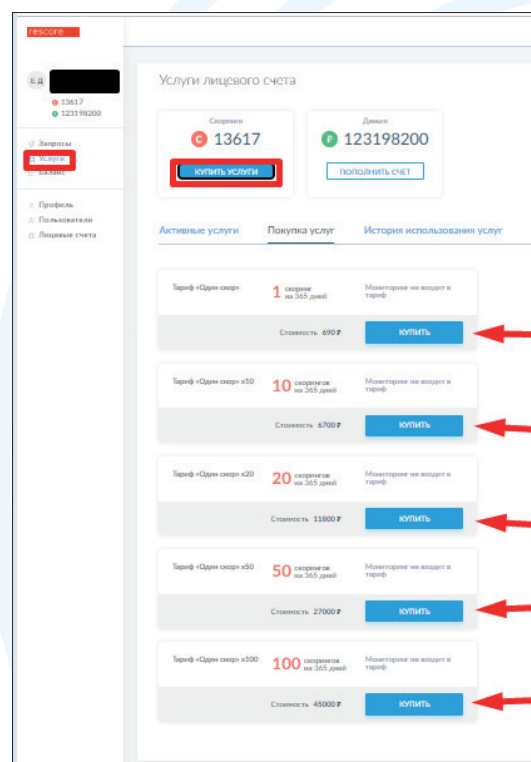 rescore
Е Д
13617
123198200
Запросы
Услуги
Баланс
Профиль
Пользователи
Лицевые счета
Услуги лицевого счета
Скоринги
С 13617
КУПИТЬ УСЛУГИ
Деньги
₽ 123198200
ПОПОЛНИТЬ СЧЕТ
Активные услуги
Покупка услуг
История использования услуг
Тариф «Один скор»
1 скоринг
на 365 дней
Мониторинг не входит в
тариф
Стоимость 690 ₽
КУПИТЬ
Тариф «Один скор» x10
10 скорингов
на 365 дней
Мониторинг не входит в
тариф
Стоимость 6700 ₽
КУПИТЬ
Тариф «Один скор» x20
20 скорингов
на 365 дней
Мониторинг не входит в
тариф
Стоимость 11800 ₽
КУПИТЬ
Тариф «Один скор» x50
50 скорингов
на 365 дней
Мониторинг не входит в
тариф
Стоимость 27000 ₽
КУПИТЬ
Тариф «Один скор» x100
100 скорингов
на 365 дней
Мониторинг не входит в
тариф
Стоимость 45000 ₽
КУПИТЬ